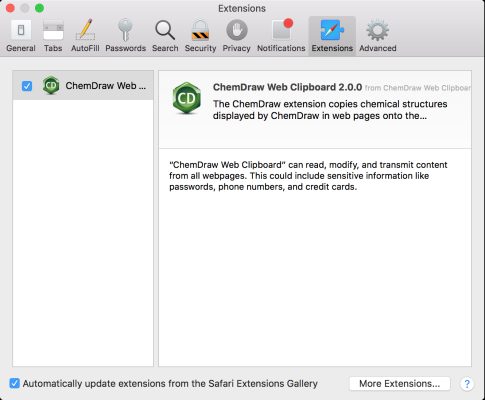 Extensions
General Tabs AutoFill Passwords Search Security Privacy Notifications Extensions Advanced
CD ChemDraw Web ...
CD
ChemDraw Web Clipboard 2.0.0 from ChemDraw Web Clipboar
The ChemDraw extension copies chemical structures
displayed by ChemDraw in web pages onto the...
“ChemDraw Web Clipboard” can read, modify, and transmit content
from all webpages. This could include sensitive information like
passwords, phone numbers, and credit cards.
Automatically update extensions from the Safari Extensions Gallery
More Extensions...
?